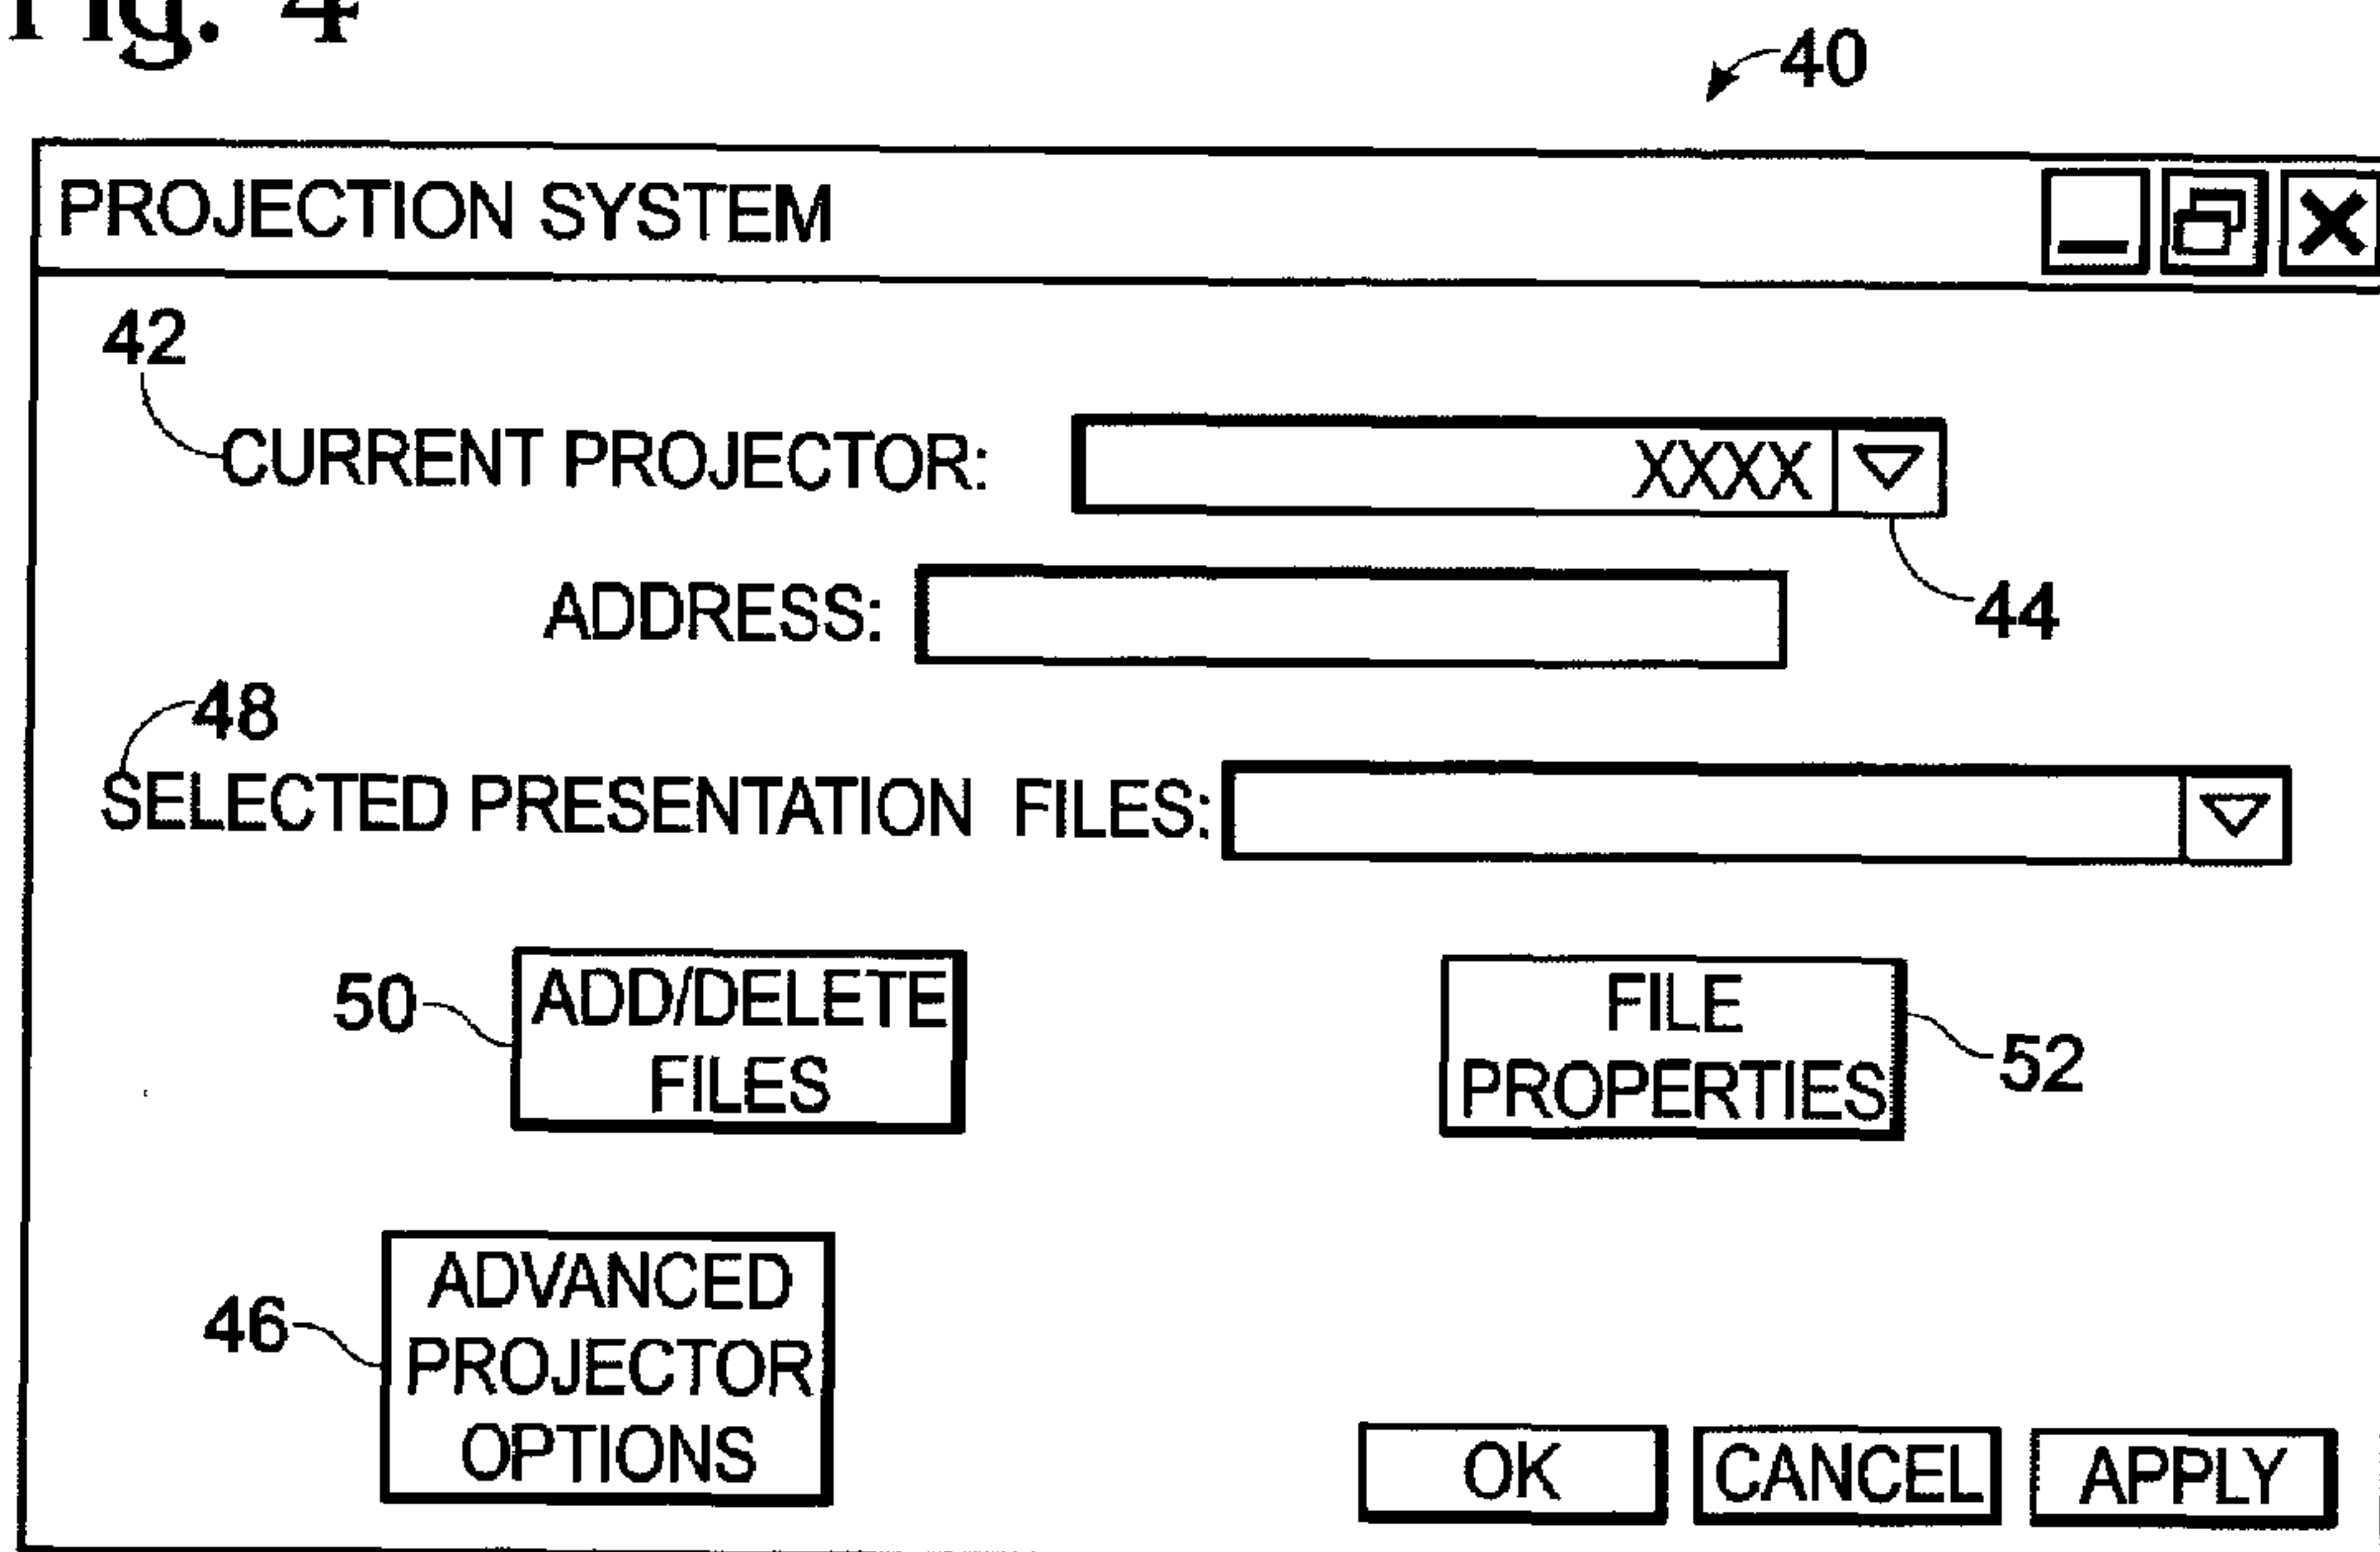 Fig. 4
40
PROJECTION SYSTEM
42
CURRENT PROJECTOR: XXXX
44
ADDRESS:
48
SELECTED PRESENTATION FILES:
50
ADD/DELETE
FILES
FILE
PROPERTIES
52
46
ADVANCED
PROJECTOR
OPTIONS
OK
CANCEL
APPLY